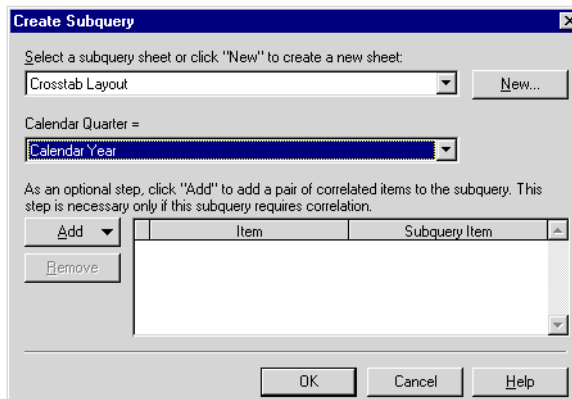 Create Subquery
Select a subquery sheet or click "New" to create a new sheet:
Crosstab Layout
New...
Calendar Quarter =
Calendar Year
As an optional step, click "Add" to add a pair of correlated items to the subquery. This
step is necessary only if this subquery requires correlation.
Add
Item
Subquery Item
Remove
OK
Cancel
Help